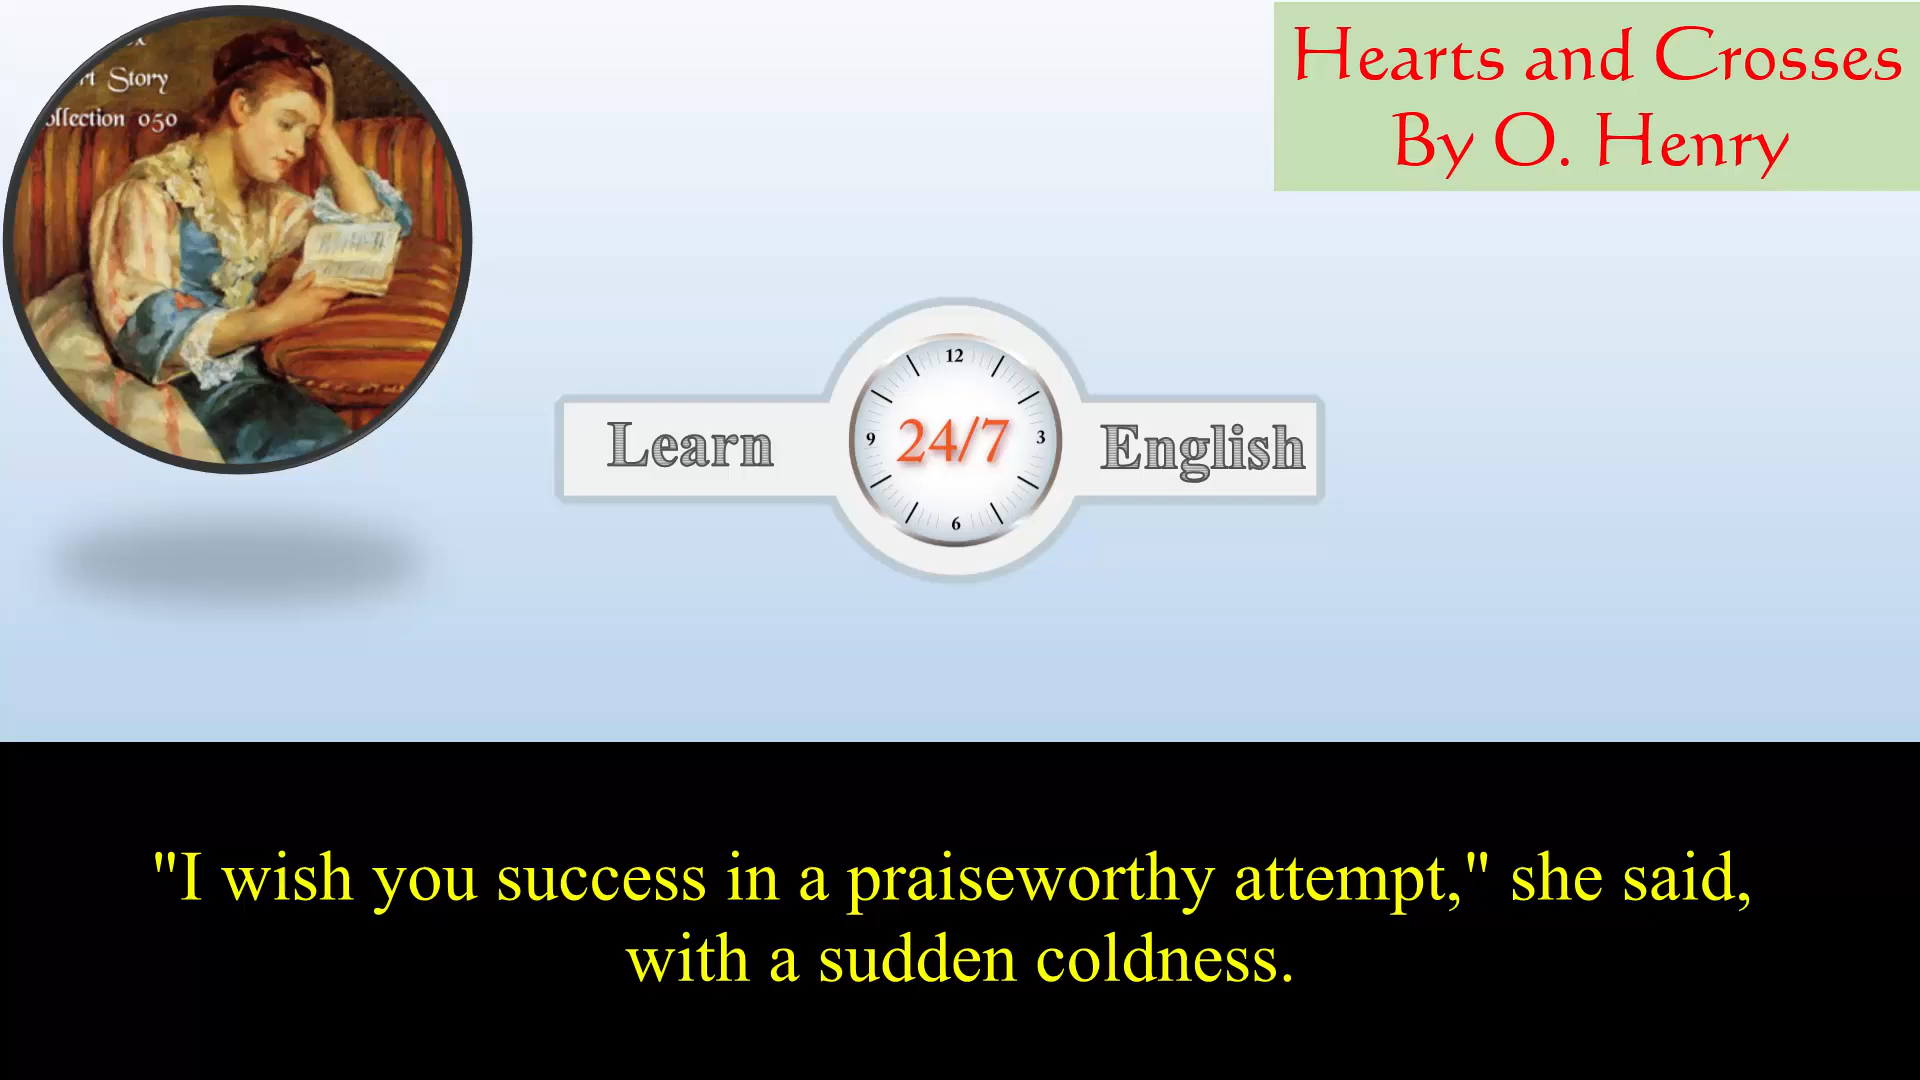 rt Story
ollection 050
Hearts and Crosses
By O. Henry
12
9
3
6
Learn 24/7 English
"I wish you success in a praiseworthy attempt," she said,
with a sudden coldness.